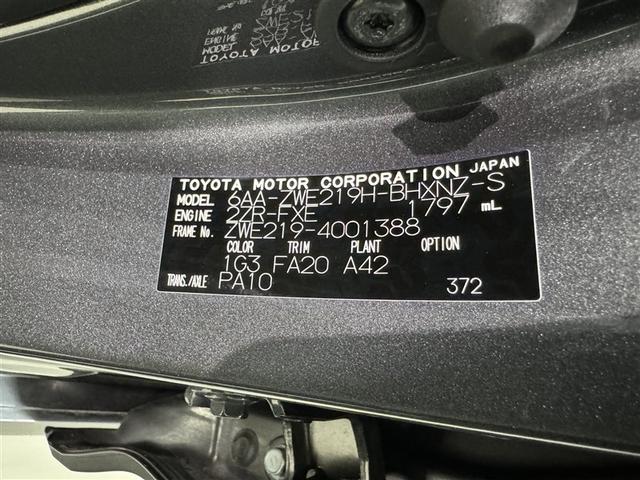 TOYOTA MOTOR CORPORATION JAPAN
MODEL 6AA-ZWE219H-BHXNZ-S
ENGINE 2ZR-FXE 1797 mL
FRAME No. ZWE219-4001388
COLOR TRIM PLANT OPTION
1G3 FA20 A42
TRANS./AXLE PA10 372